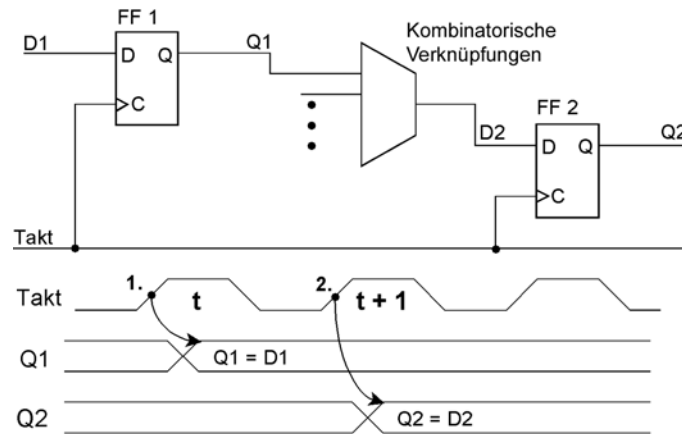 FF 1
D1
D
Q
C
Q1
Kombinatorische
Verknüpfungen
D2
FF 2
D
Q
C
Q2
Takt
Takt
1.
t
2.
t + 1
Q1
Q1 = D1
Q2
Q2 = D2